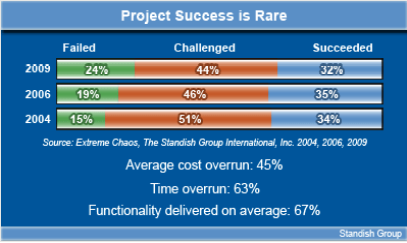 Project Success is Rare
Failed Challenged Succeeded
2009 24% 44% 32%
2006 19% 46% 35%
2004 15% 51% 34%
Source: Extreme Chaos, The Standish Group International, Inc. 2004, 2006, 2009
Average cost overrun: 45%
Time overrun: 63%
Functionality delivered on average: 67%
Standish Group